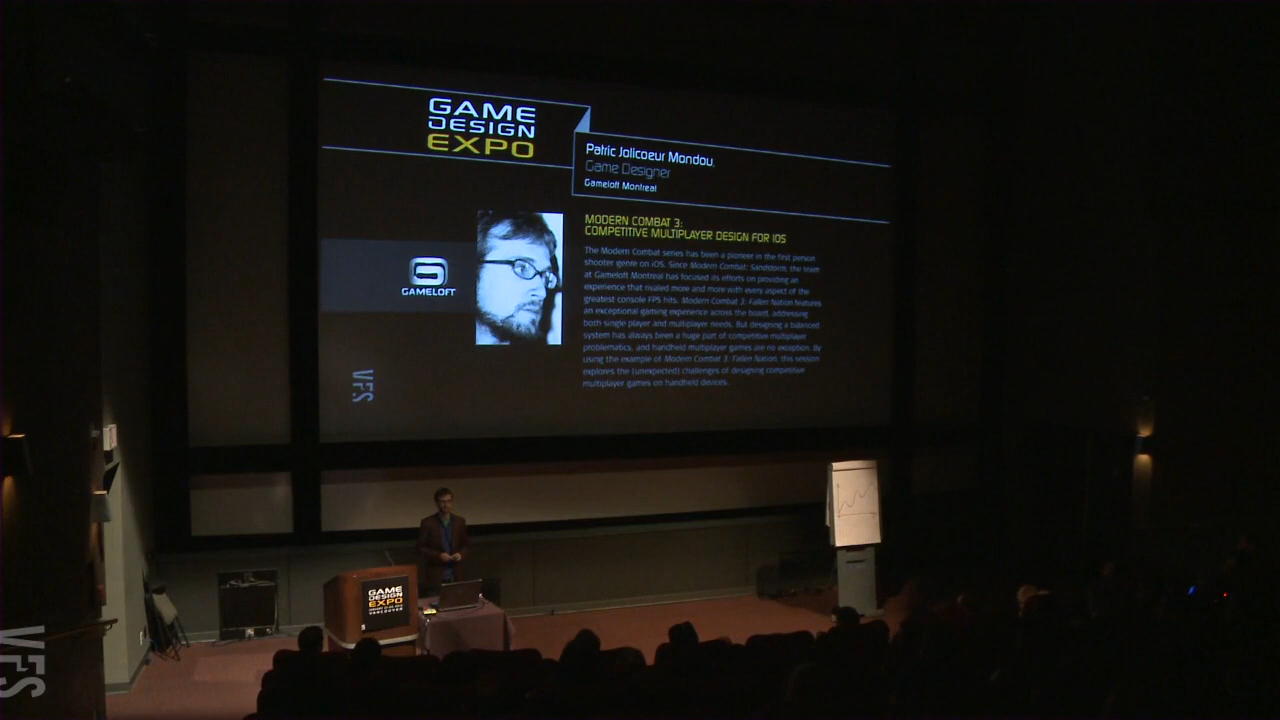 GAME
DESIGN
EXPO
Patric Jolicoeur Mondou,
Game Designer
Gameloft Montreal
MODERN COMBAT 3:
COMPETITIVE MULTIPLAYER DESIGN FOR IOS
The Modern Combat series has been a pioneer in the first person
shooter genre on iOS. Since Modern Combat: Sandstorm, the team
at Gameloft Montreal has focused its efforts on providing an
experience that rivaled more and more with every aspect of the
greatest console FPS hits. Modern Combat 3: Fallen Nation features
an exceptional gaming experience across the board, addressing
both single player and multiplayer needs. But designing a balanced
system has always been a huge part of competitive multiplayer
problematics, and handheld multiplayer games are no exception. By
using the example of Modern Combat 3: Fallen Nation, this session
explores the (unexpected) challenges of designing competitive
multiplayer games on handheld devices.
GAMELOFT
VFS
GAME
DESIGN
EXPO
VANCOUVER
VFS